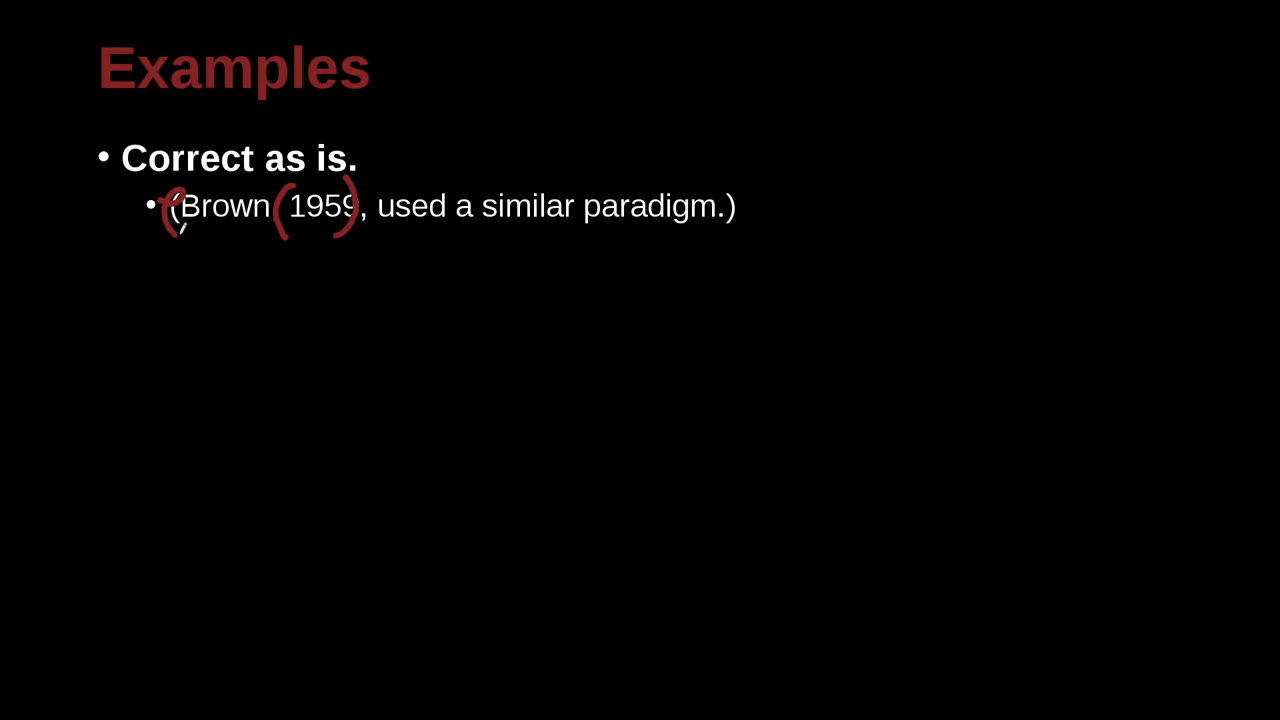 Examples
• Correct as is.
• (Brown (1959), used a similar paradigm.)